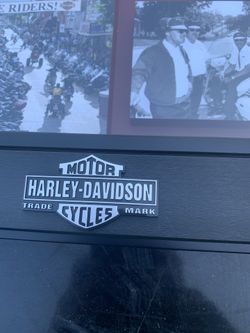 E RIDERS!
MOTOR
HARLEY-DAVIDSON
TRADE MARK
CYCLES